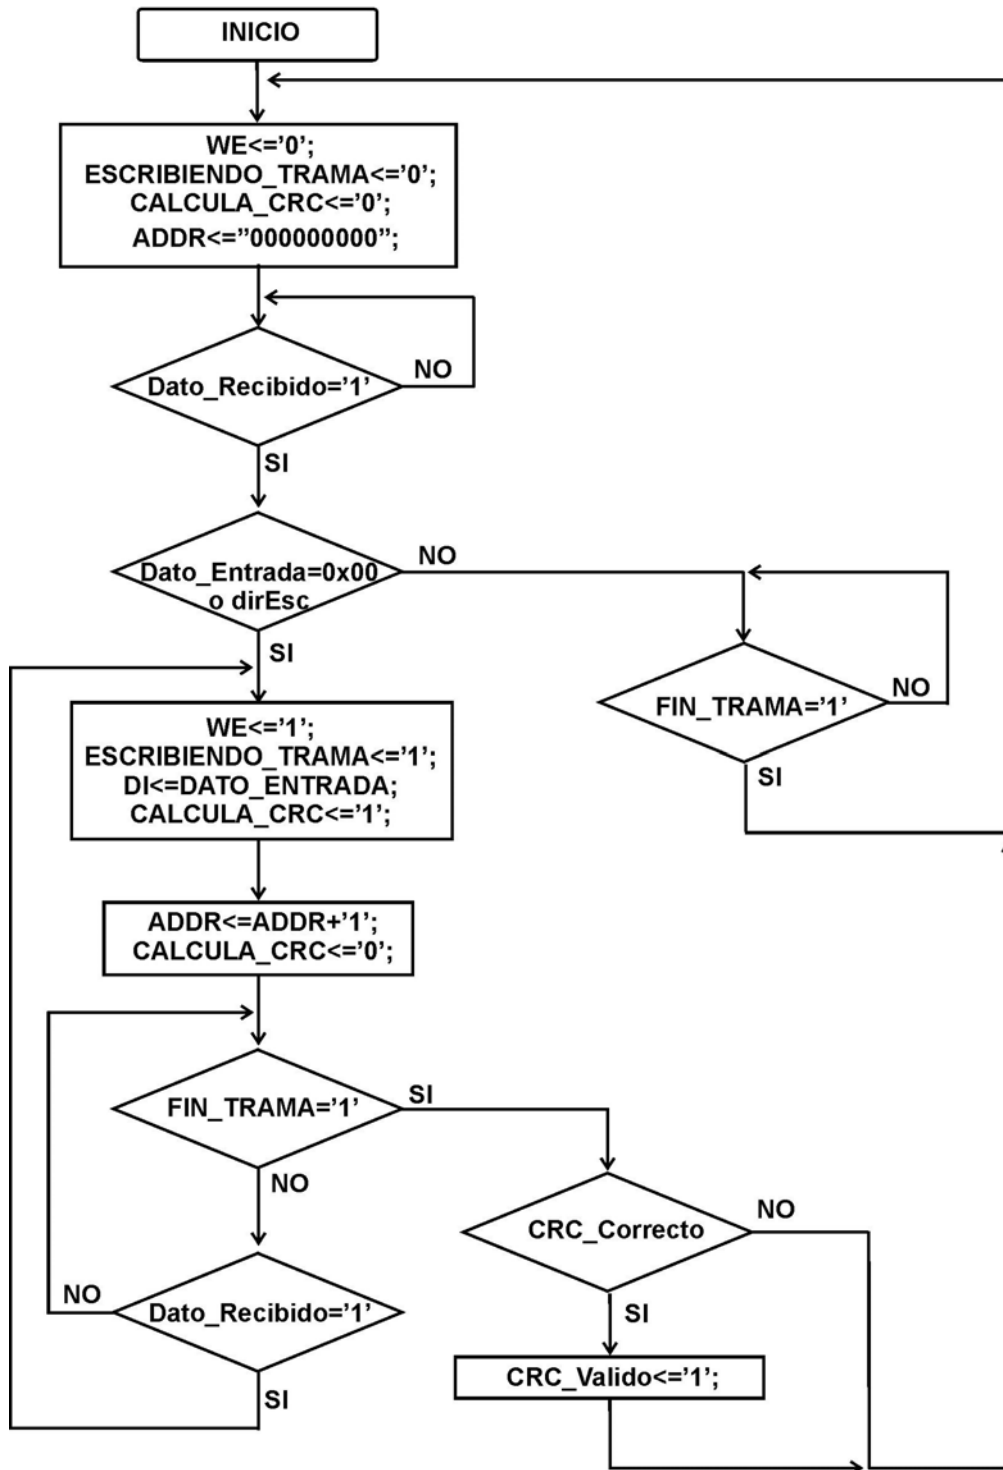 INICIO
WE<='0';
ESCRIBIENDO_TRAMA<='0';
CALCULA_CRC<='0';
ADDR<="000000000";
Dato_Recibido='1'
NO
SI
Dato_Entrada=0x00
o dirEsc
NO
SI
FIN_TRAMA='1'
NO
SI
WE<='1';
ESCRIBIENDO_TRAMA<='1';
DI<=DATO_ENTRADA;
CALCULA_CRC<='1';
ADDR<=ADDR+'1';
CALCULA_CRC<='0';
FIN_TRAMA='1'
SI
NO
CRC_Correcto
NO
SI
Dato_Recibido='1'
NO
SI
CRC_Valido<='1';